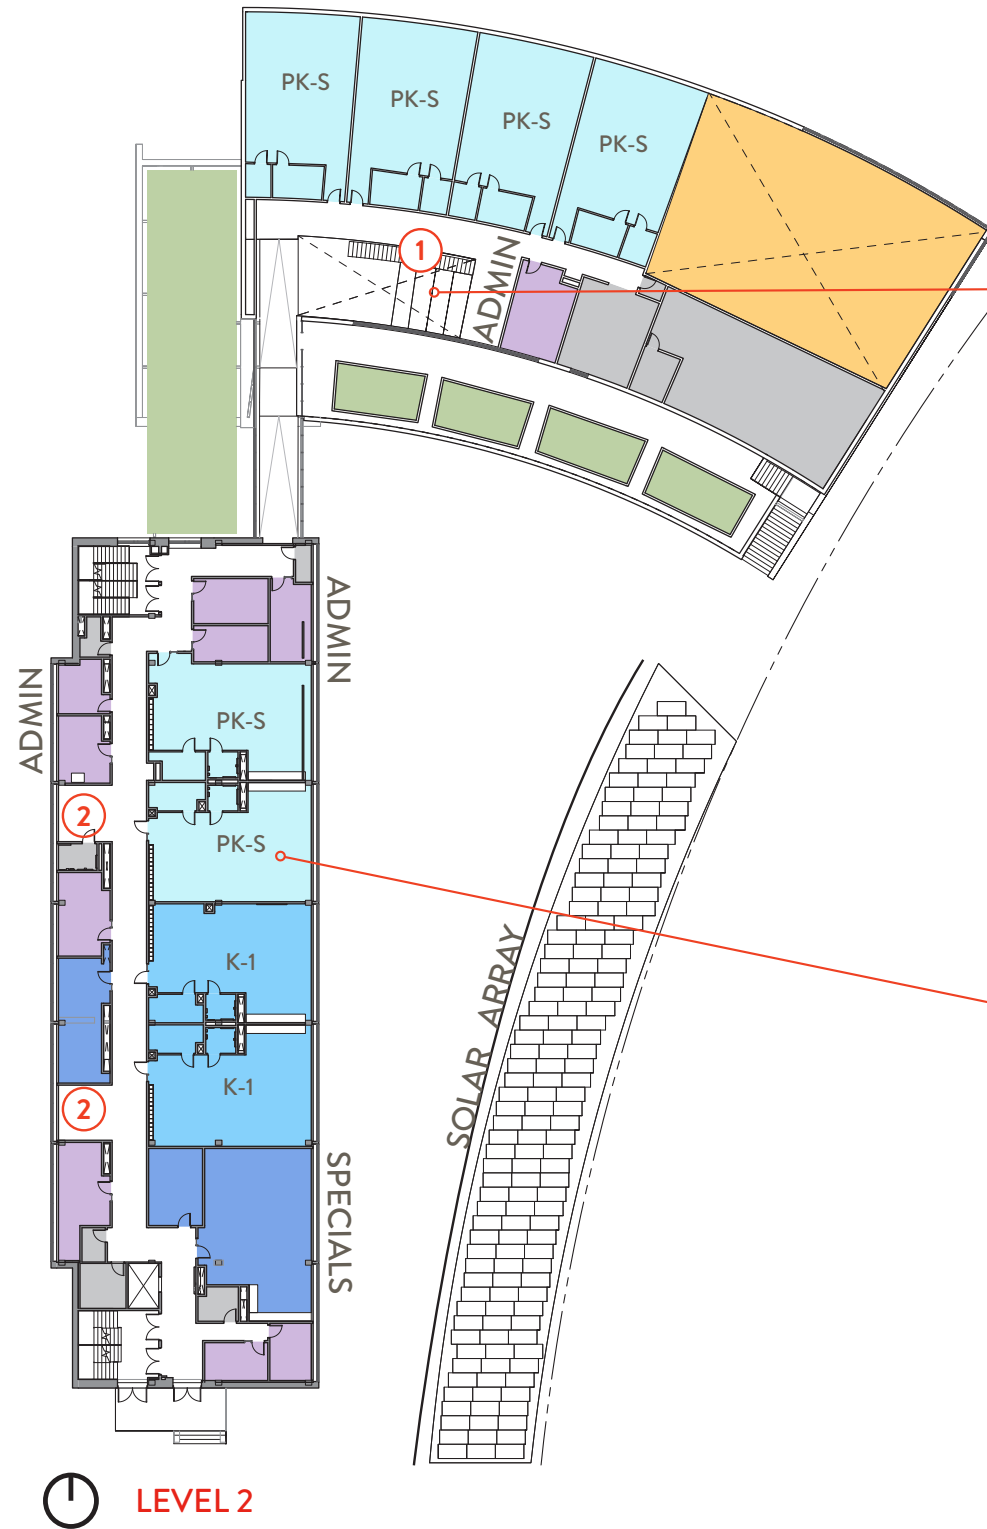 PK-S
PK-S
PK-S
PK-S
1
ADMIN
ADMIN
ADMIN
PK-S
2
PK-S
K-1
SOLAR ARRAY
K-1
2
SPECIALS
LEVEL 2